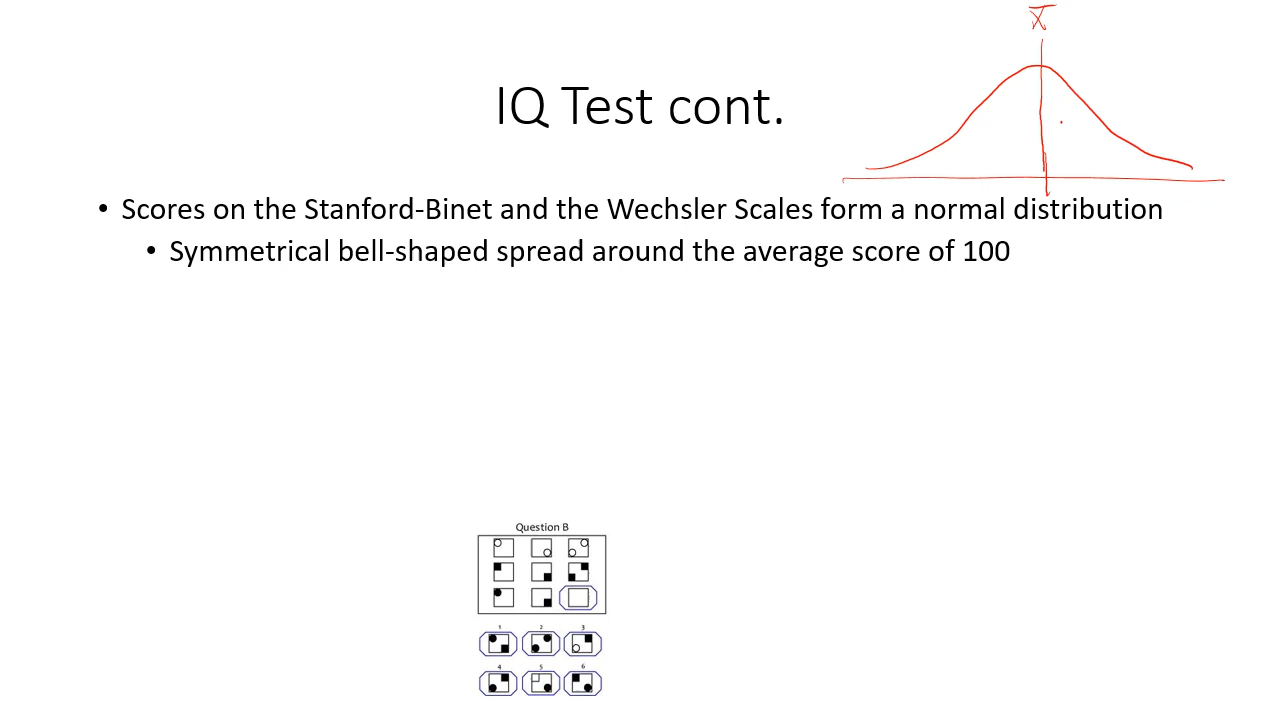 X̅
IQ Test cont.
• Scores on the Stanford-Binet and the Wechsler Scales form a normal distribution
• Symmetrical bell-shaped spread around the average score of 100
Question B
1 2 3
4 5 6